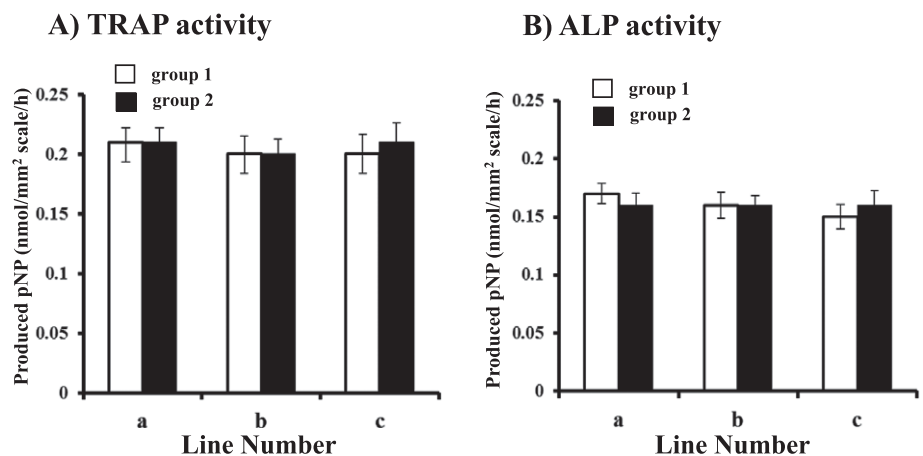 A) TRAP activity
group 1
group 2
Produced pNP (nmol/mm² scale/h)
0.25
0.2
0.15
0.1
0.05
0
a b c
Line Number
B) ALP activity
group 1
group 2
Produced pNP (nmol/mm² scale/h)
0.25
0.2
0.15
0.1
0.05
0
a b c
Line Number